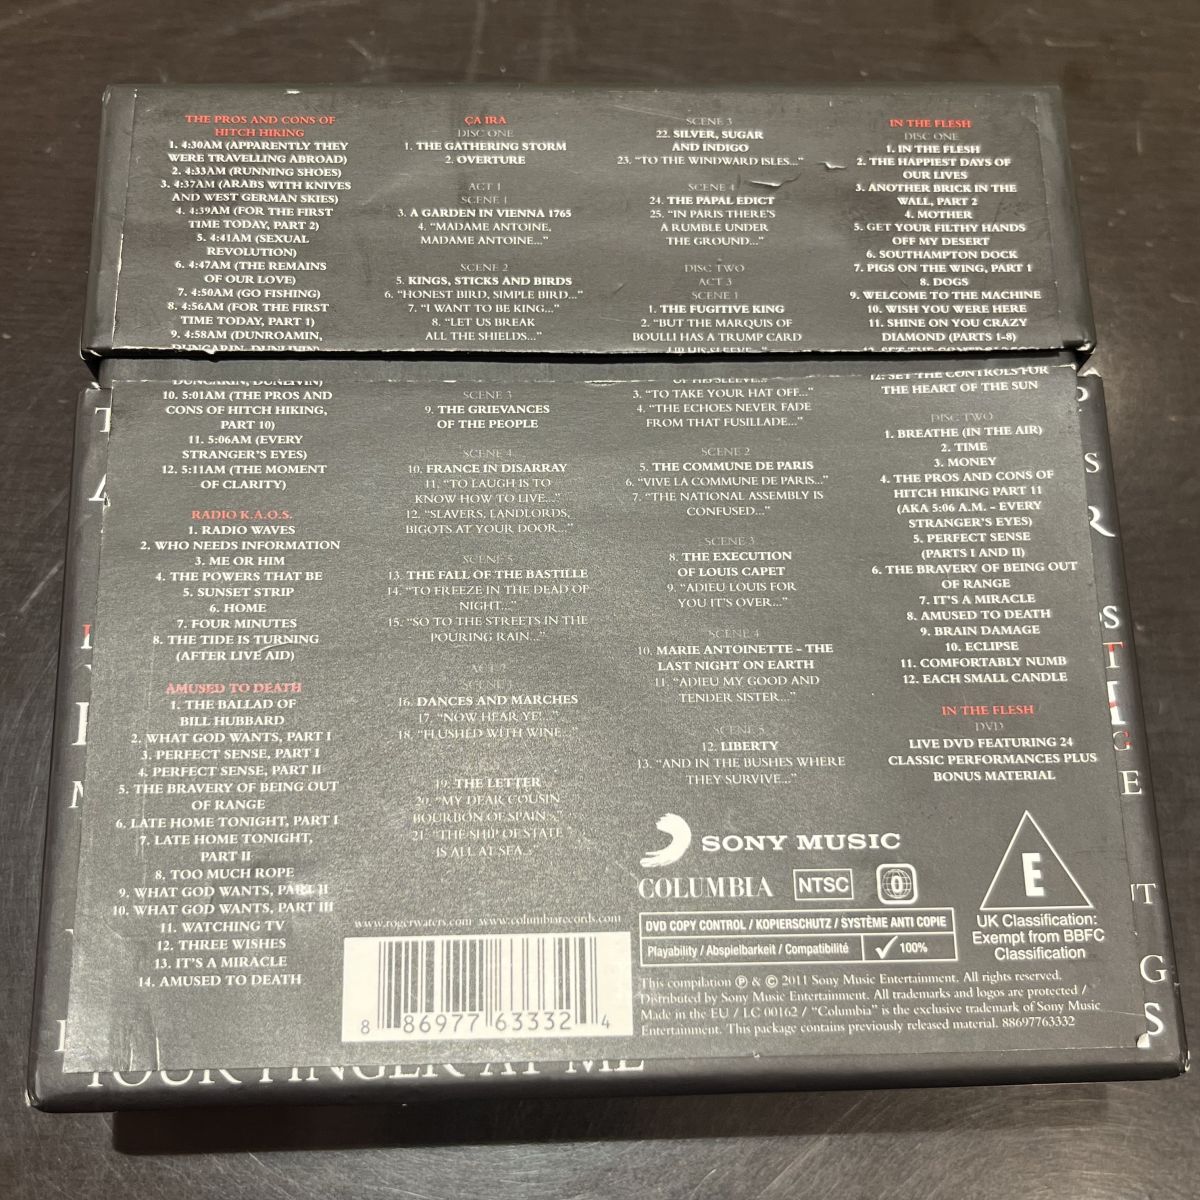 THE PROS AND CONS OF
HITCH HIKING
1. 4:30AM (APPARENTLY THEY
WERE TRAVELLING ABROAD)
2. 4:33AM (RUNNING SHOES)
3. 4:37AM (ARABS WITH KNIVES
AND WEST GERMAN SKIES)
4. 4:39AM (FOR THE FIRST
TIME TODAY, PART 2)
5. 4:41AM (SEXUAL
REVOLUTION)
6. 4:47AM (THE REMAINS
OF OUR LOVE)
7. 4:50AM (GO FISHING)
8. 4:56AM (FOR THE FIRST
TIME TODAY, PART 1)
9. 4:58AM (DUNROAMIN,
DUNCARIN, DUNLIVIN)
DUNCARIN, DUNLIVIN)
10. 5:01AM (THE PROS AND
CONS OF HITCH HIKING,
PART 10)
11. 5:06AM (EVERY
STRANGER'S EYES)
12. 5:11AM (THE MOMENT
OF CLARITY)
RADIO K.A.O.S.
1. RADIO WAVES
2. WHO NEEDS INFORMATION
3. ME OR HIM
4. THE POWERS THAT BE
5. SUNSET STRIP
6. HOME
7. FOUR MINUTES
8. THE TIDE IS TURNING
(AFTER LIVE AID)
AMUSED TO DEATH
1. THE BALLAD OF
BILL HUBBARD
2. WHAT GOD WANTS, PART I
3. PERFECT SENSE, PART I
4. PERFECT SENSE, PART II
5. THE BRAVERY OF BEING OUT
OF RANGE
6. LATE HOME TONIGHT, PART I
7. LATE HOME TONIGHT,
PART II
8. TOO MUCH ROPE
9. WHAT GOD WANTS, PART II
10. WHAT GOD WANTS, PART III
11. WATCHING TV
12. THREE WISHES
13. IT'S A MIRACLE
14. AMUSED TO DEATH
ÇA IRA
DISC ONE
1. THE GATHERING STORM
2. OVERTURE
ACT 1
SCENE 1
3. A GARDEN IN VIENNA 1765
4. "MADAME ANTOINE,
MADAME ANTOINE..."
SCENE 2
5. KINGS, STICKS AND BIRDS
6. "HONEST BIRD, SIMPLE BIRD..."
7. "I WANT TO BE KING..."
8. "LET US BREAK
ALL THE SHIELDS..."
SCENE 3
9. THE GRIEVANCES
OF THE PEOPLE
SCENE 4
10. FRANCE IN DISARRAY
11. "TO LAUGH IS TO
KNOW HOW TO LIVE..."
12. "SLAVERS, LANDLORDS,
BIGOTS AT YOUR DOOR..."
SCENE 5
13. THE FALL OF THE BASTILLE
14. "TO FREEZE IN THE DEAD OF
NIGHT..."
15. "SO TO THE STREETS IN THE
POURING RAIN..."
ACT 2
SCENE 1
16. DANCES AND MARCHES
17. "NOW HEAR YE!..."
18. "FLUSHED WITH WINE..."
19. THE LETTER
20. "MY DEAR COUSIN
BOURBON OF SPAIN..."
21. "THE SHIP OF STATE
IS ALL AT SEA..."
SCENE 3
22. SILVER, SUGAR
AND INDIGO
23. "TO THE WINDWARD ISLES..."
SCENE 4
24. THE PAPAL EDICT
25. "IN PARIS THERE'S
A RUMBLE UNDER
THE GROUND..."
DISC TWO
ACT 3
SCENE 1
1. THE FUGITIVE KING
2. "BUT THE MARQUIS OF
BOULLI HAS A TRUMP CARD
UP HIS SLEEVE..."
UP HIS SLEEVE..."
3. "TO TAKE YOUR HAT OFF..."
4. "THE ECHOES NEVER FADE
FROM THAT FUSILLADE..."
SCENE 2
5. THE COMMUNE DE PARIS
6. "VIVE LA COMMUNE DE PARIS..."
7. "THE NATIONAL ASSEMBLY IS
CONFUSED..."
SCENE 3
8. THE EXECUTION
OF LOUIS CAPET
9. "ADIEU LOUIS FOR
YOU IT'S OVER..."
SCENE 4
10. MARIE ANTOINETTE - THE
LAST NIGHT ON EARTH
11. "ADIEU MY GOOD AND
TENDER SISTER..."
SCENE 5
12. LIBERTY
13. "AND IN THE BUSHES WHERE
THEY SURVIVE..."
IN THE FLESH
DISC ONE
1. IN THE FLESH
2. THE HAPPIEST DAYS OF
OUR LIVES
3. ANOTHER BRICK IN THE
WALL, PART 2
4. MOTHER
5. GET YOUR FILTHY HANDS
OFF MY DESERT
6. SOUTHAMPTON DOCK
7. PIGS ON THE WING, PART 1
8. DOGS
9. WELCOME TO THE MACHINE
10. WISH YOU WERE HERE
11. SHINE ON YOU CRAZY
DIAMOND (PARTS 1-8)
12. SET THE CONTROLS FOR
12. SET THE CONTROLS FOR
THE HEART OF THE SUN
DISC TWO
1. BREATHE (IN THE AIR)
2. TIME
3. MONEY
4. THE PROS AND CONS OF
HITCH HIKING PART 11
(AKA 5:06 A.M. - EVERY
STRANGER'S EYES)
5. PERFECT SENSE
(PARTS I AND II)
6. THE BRAVERY OF BEING OUT
OF RANGE
7. IT'S A MIRACLE
8. AMUSED TO DEATH
9. BRAIN DAMAGE
10. ECLIPSE
11. COMFORTABLY NUMB
12. EACH SMALL CANDLE
IN THE FLESH
DVD
LIVE DVD FEATURING 24
CLASSIC PERFORMANCES PLUS
BONUS MATERIAL
SONY MUSIC
COLUMBIA
NTSC
0
E
UK Classification:
Exempt from BBFC
Classification
DVD COPY CONTROL / KOPIERSCHUTZ / SYSTÈME ANTI COPIE
Playability / Abspielbarkeit / Compatibilité
100%
www.rogerwaters.com www.columbiarecords.com
8 86977 63332 4
This compilation ℗ & © 2011 Sony Music Entertainment. All rights reserved.
Distributed by Sony Music Entertainment. All trademarks and logos are protected /
Made in the EU / LC 00162 / "Columbia" is the exclusive trademark of Sony Music
Entertainment. This package contains previously released material. 88697763332
YOUR FINGER AT ME